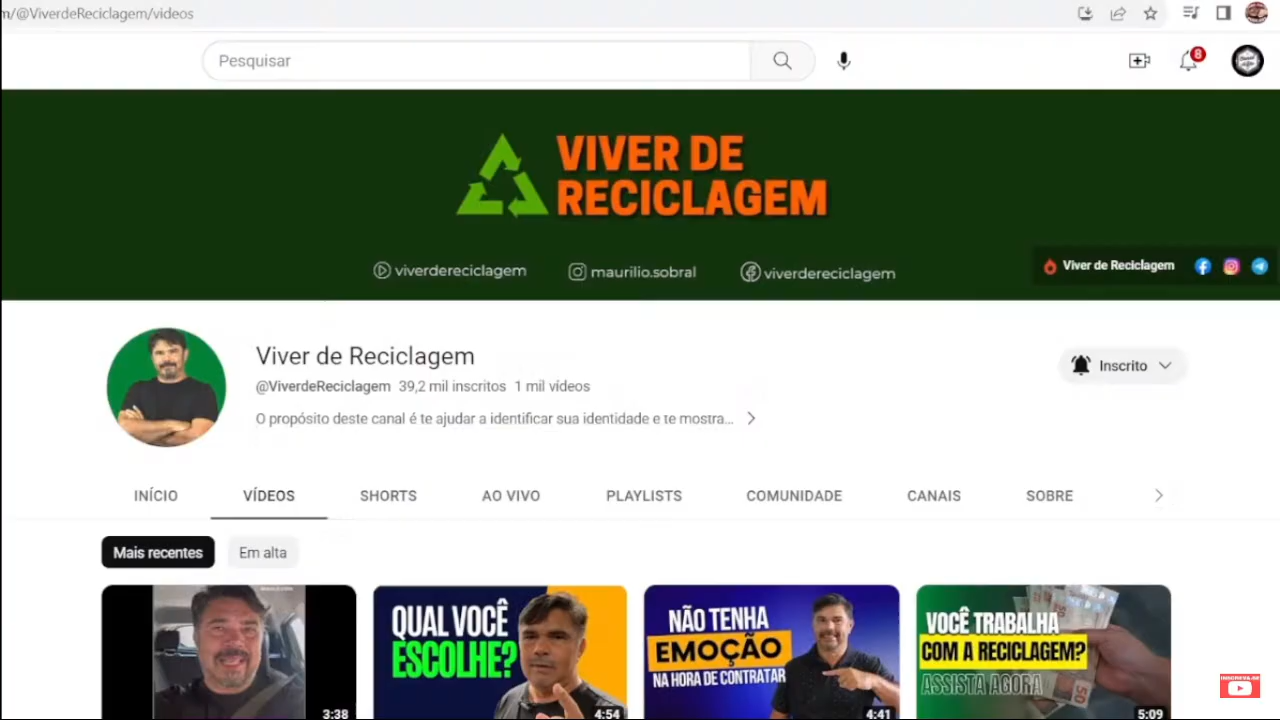 m/@ViverdeReciclagem/videos
Pesquisar
8
VIVER DE
RECICLAGEM
viverdereciclagem
maurilio.sobral
viverdereciclagem
Viver de Reciclagem
Viver de Reciclagem
@ViverdeReciclagem 39,2 mil inscritos 1 mil vídeos
Inscrito
O propósito deste canal é te ajudar a identificar sua identidade e te mostra...
INÍCIO
VÍDEOS
SHORTS
AO VIVO
PLAYLISTS
COMUNIDADE
CANAIS
SOBRE
Mais recentes
Em alta
3:38
QUAL VOCÊ
ESCOLHE?
4:54
NÃO TENHA
EMOÇÃO
NA HORA DE CONTRATAR
4:41
VOCÊ TRABALHA
COM A RECICLAGEM?
ASSISTA AGORA
5:09
INSCREVA-SE